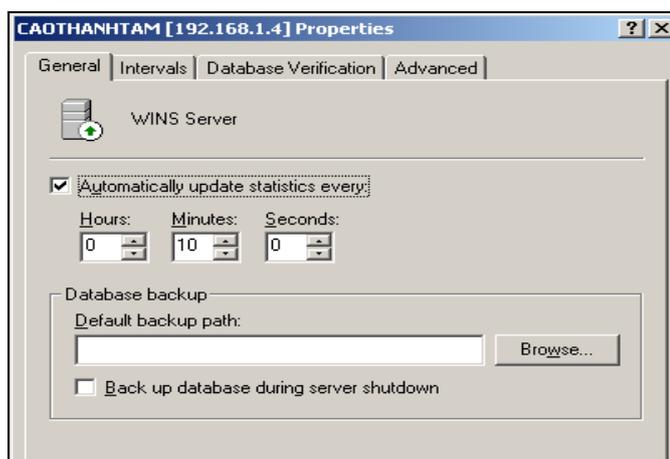 CAOTHANHTAM [192.168.1.4] Properties
General Intervals Database Verification Advanced
WINS Server
Automatically update statistics every:
Hours: Minutes: Seconds:
0 10 0
Database backup
Default backup path:
Browse...
Back up database during server shutdown